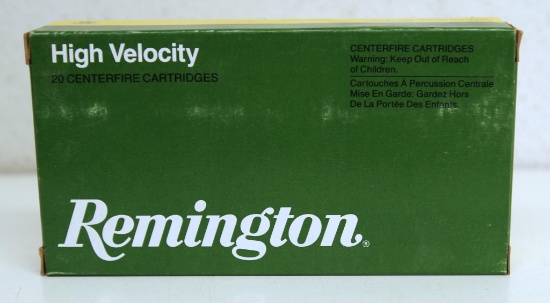 High Velocity
20 CENTERFIRE CARTRIDGES
CENTERFIRE CARTRIDGES
Warning: Keep Out of Reach
of Children.
Cartouches A Percussion Centrale
Mise En Garde: Gardez Hors
De La Portée Des Enfants.
Remington®